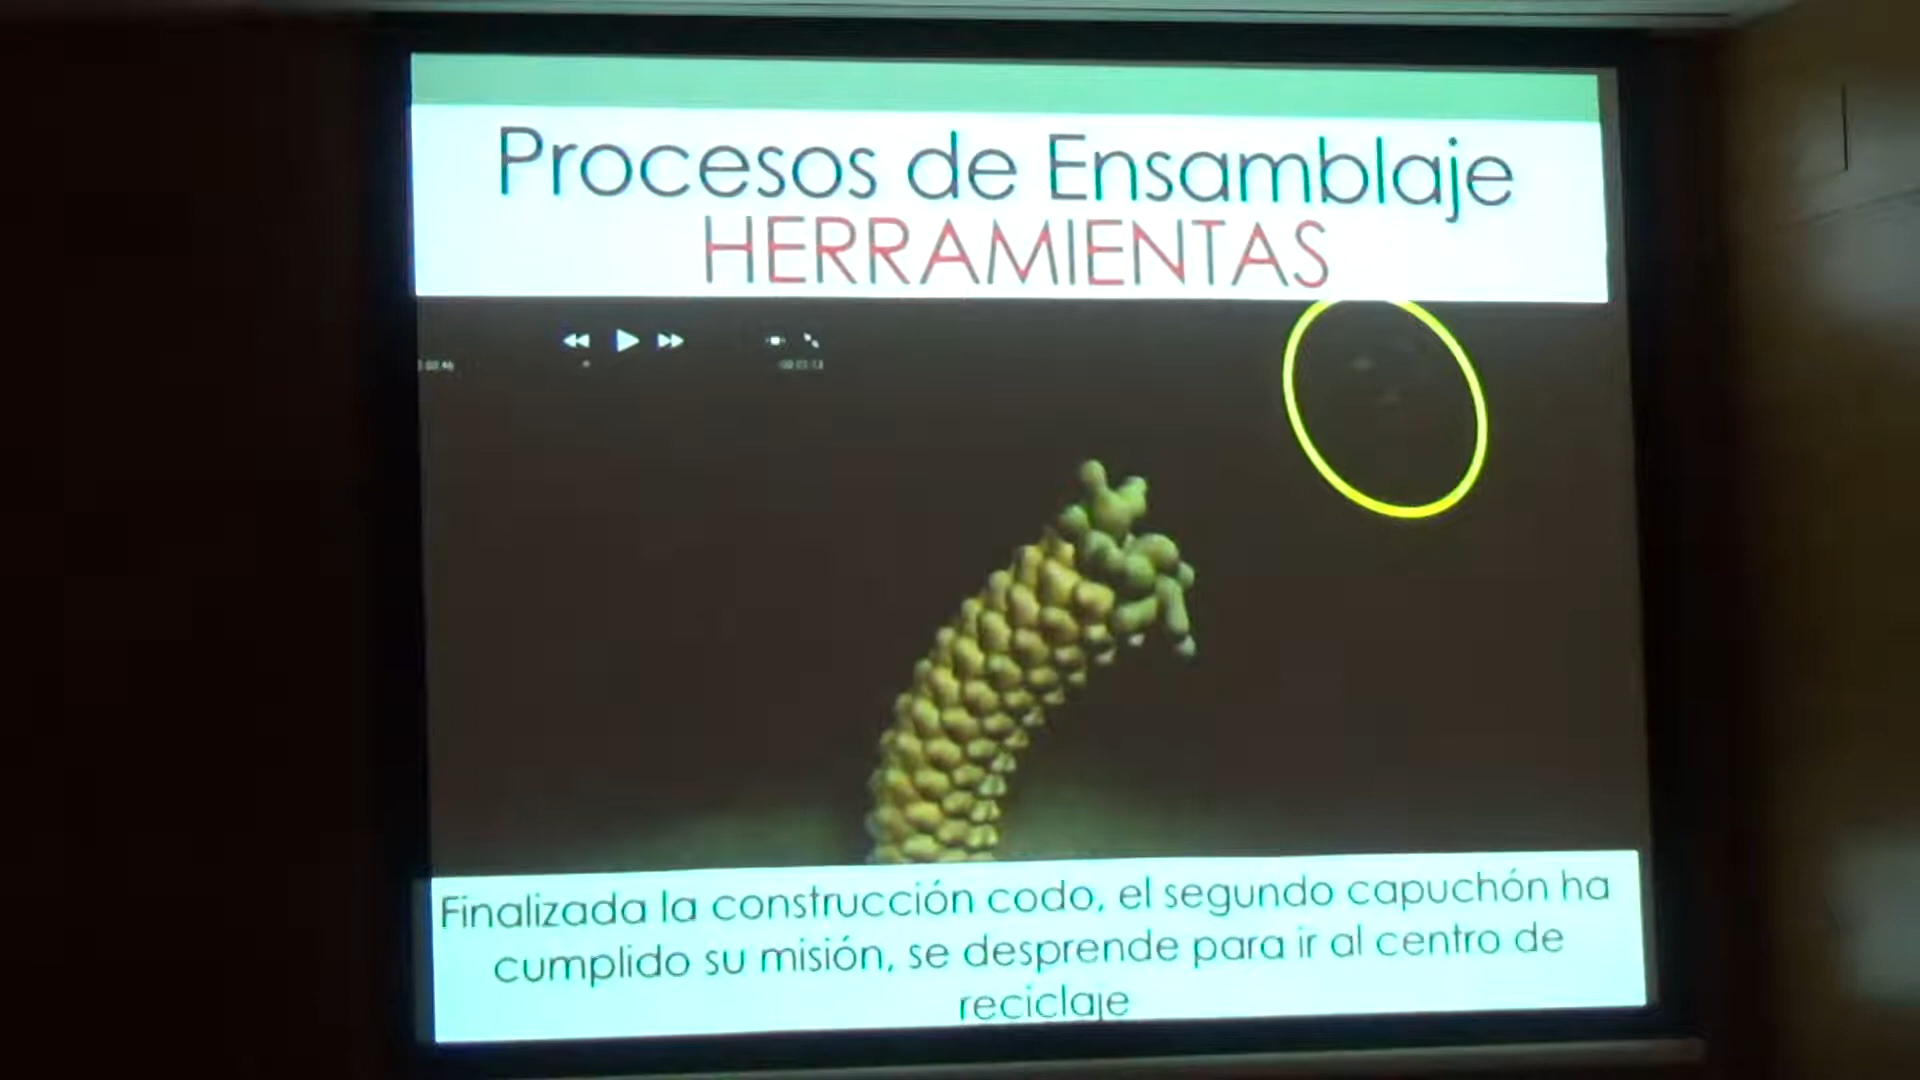 Procesos de Ensamblaje
HERRAMIENTAS
Finalizada la construcción codo, el segundo capuchón ha
cumplido su misión, se desprende para ir al centro de
reciclaje